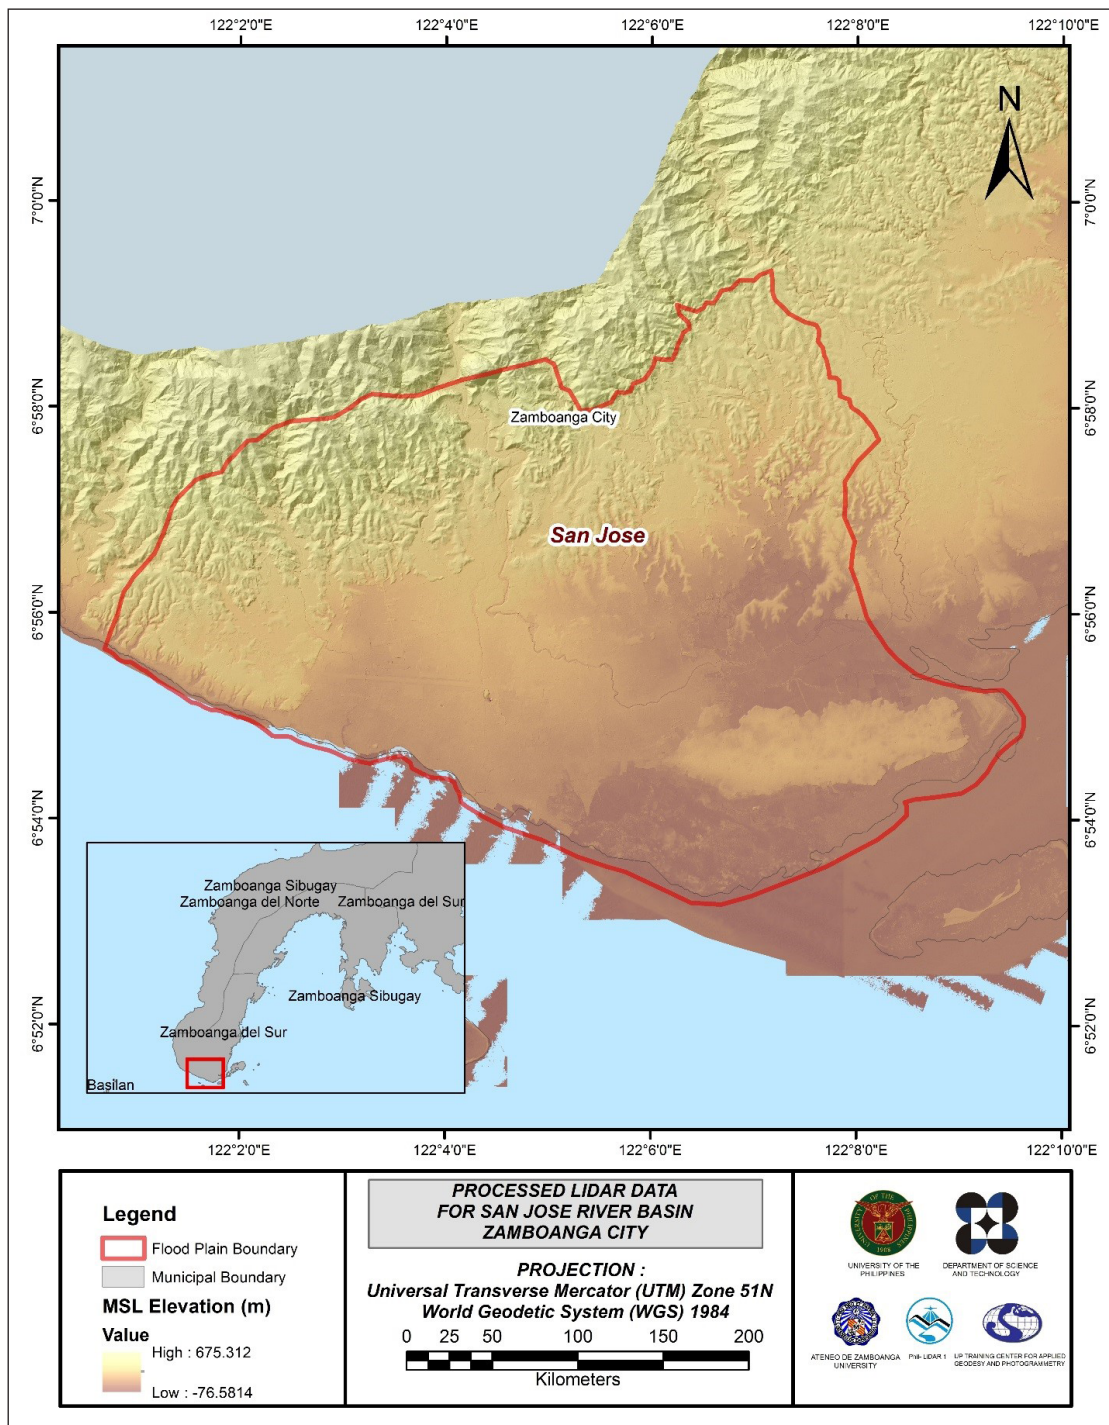 122°2'0"E
122°4'0"E
122°6'0"E
122°8'0"E
122°10'0"E
N
7°0'0"N
7°0'0"N
6°58'0"N
6°58'0"N
Zamboanga City
San Jose
6°56'0"N
6°56'0"N
6°54'0"N
6°54'0"N
Zamboanga Sibugay
Zamboanga del Norte
Zamboanga del Sur
Zamboanga Sibugay
Zamboanga del Sur
Basilan
6°52'0"N
6°52'0"N
122°2'0"E
122°4'0"E
122°6'0"E
122°8'0"E
122°10'0"E
Legend
Flood Plain Boundary
Municipal Boundary
MSL Elevation (m)
Value
High : 675.312
Low : -76.5814
PROCESSED LIDAR DATA
FOR SAN JOSE RIVER BASIN
ZAMBOANGA CITY
PROJECTION :
Universal Transverse Mercator (UTM) Zone 51N
World Geodetic System (WGS) 1984
0 25 50 100 150 200
Kilometers
UNIVERSITY OF THE PHILIPPINES
1908
UNIVERSITY OF THE
PHILIPPINES
DEPARTMENT OF SCIENCE
AND TECHNOLOGY
ATENEO DE ZAMBOANGA
UNIVERSITY
Phil- LIDAR 1
UP TRAINING CENTER FOR APPLIED
GEODESY AND PHOTOGRAMMETRY